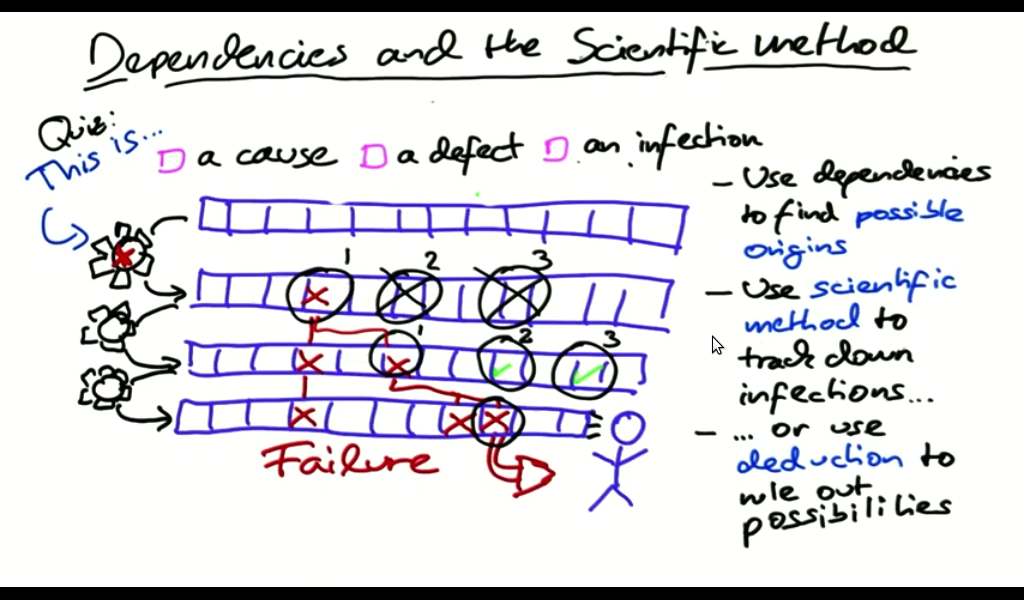 Dependencies and the Scientific method
Quiz:
This is...
a cause a defect an infection
1 2 3
1 2 3
Failure
- Use dependencies
to find possible
origins
- Use scientific
method to
track down
infections...
- ... or use
deduction to
rule out
possibilities